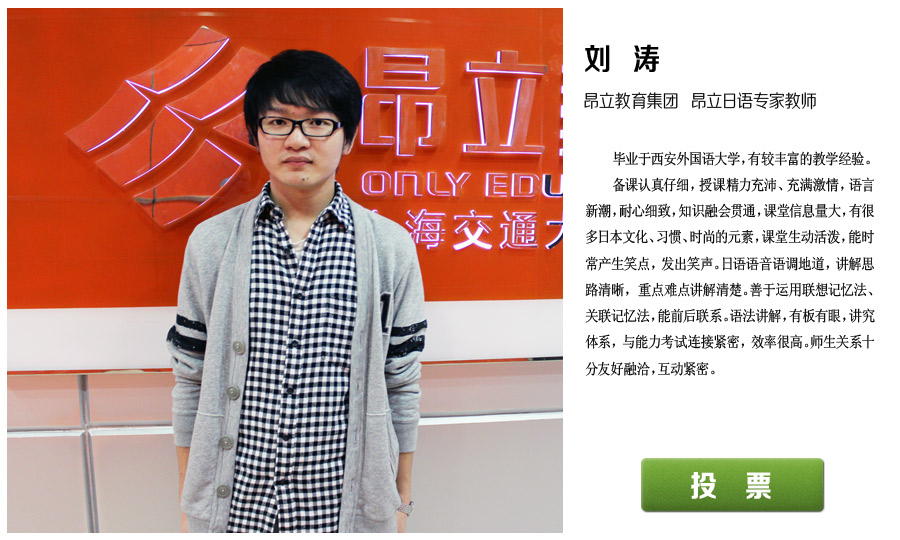 昂立
ONLY EDU
海交通大
刘 涛
昂立教育集团 昂立日语专家教师
毕业于西安外国语大学，有较丰富的教学经验。
备课认真仔细，授课精力充沛、充满激情，语言
新潮，耐心细致，知识融会贯通，课堂信息量大，有很
多日本文化、习惯、时尚的元素，课堂生动活泼，能时
常产生笑点，发出笑声。日语语音语调地道，讲解思
路清晰，重点难点讲解清楚。善于运用联想记忆法、
关联记忆法，能前后联系。语法讲解，有板有眼，讲究
体系，与能力考试连接紧密，效率很高。师生关系十
分友好融洽，互动紧密。
投 票